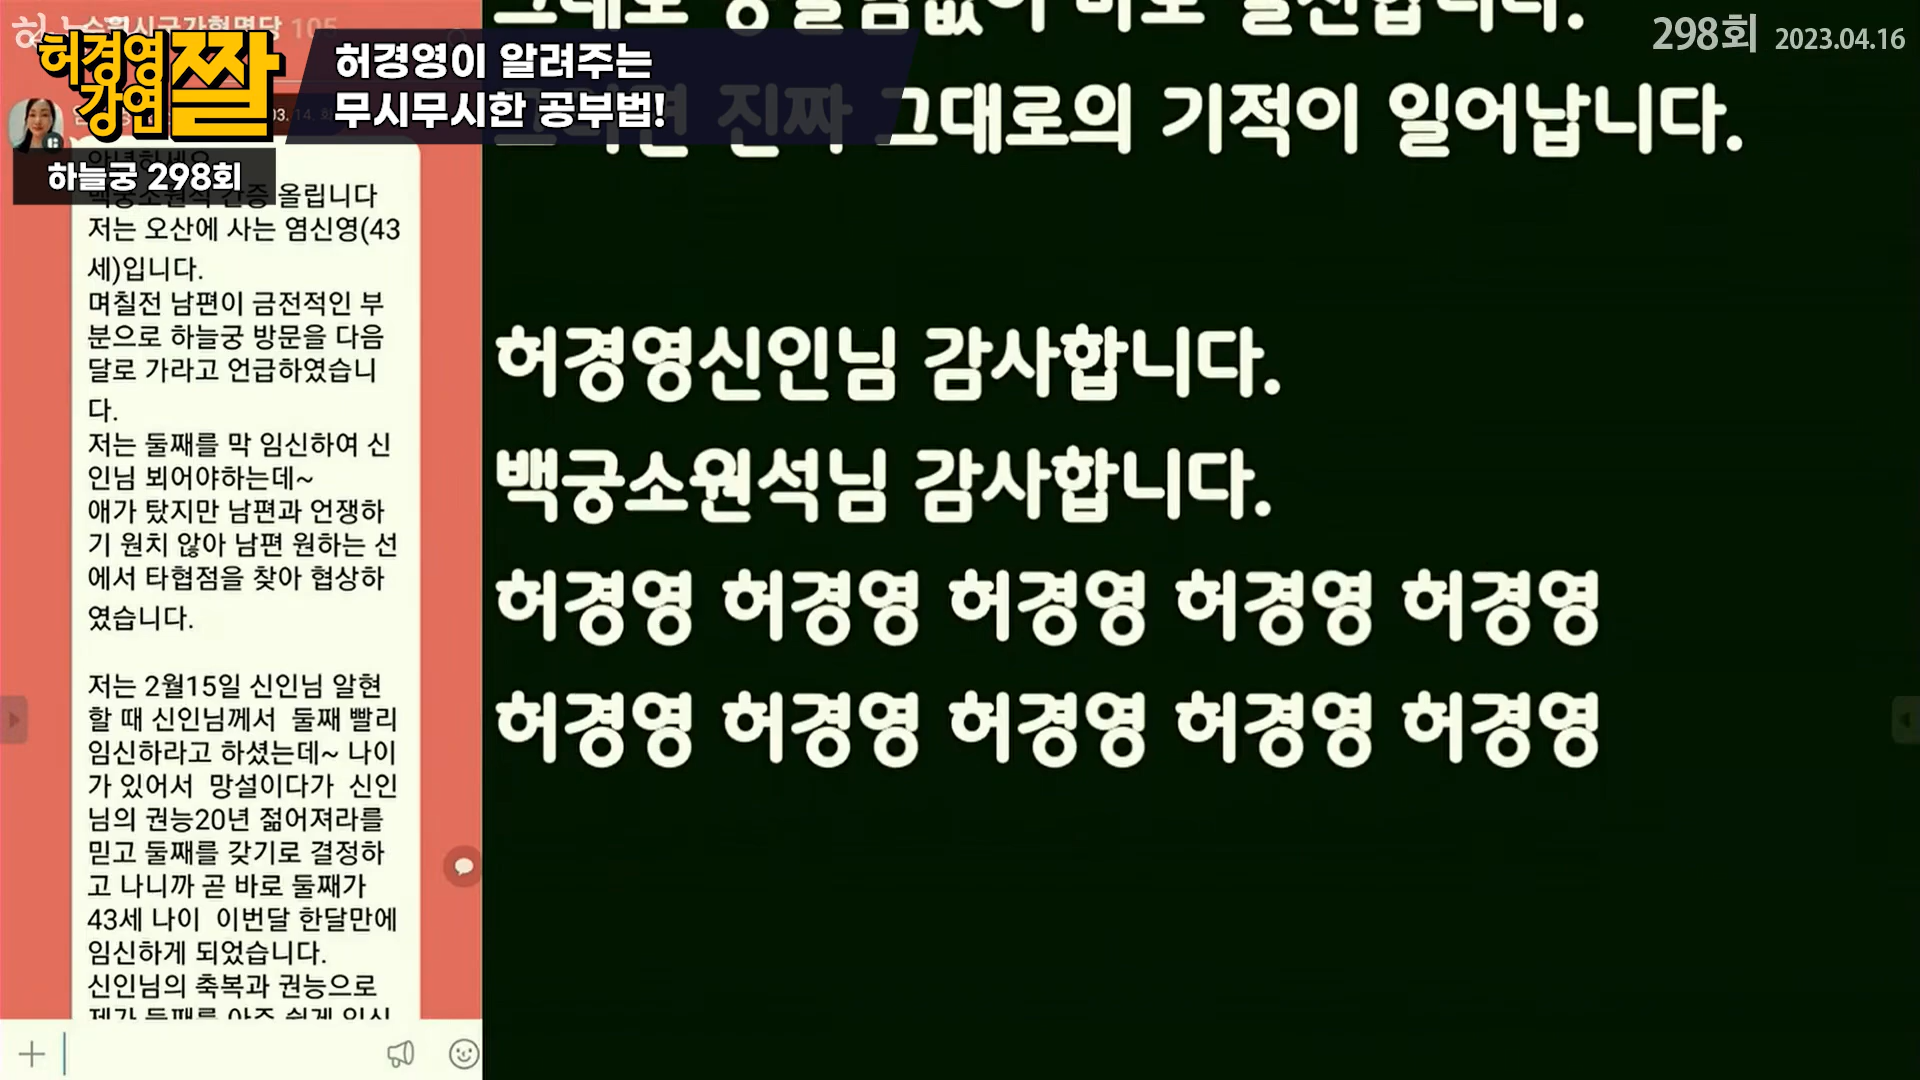 허경영
강연
짤
허경영이 알려주는
무시무시한 공부법!
하늘궁 298회
298회 2023.04.16
105
올립니다
저는 오산에 사는 염신영(43
세)입니다.
며칠전 남편이 금전적인 부
분으로 하늘궁 방문을 다음
달로 가라고 언급하였습니
다.
저는 둘째를 막 임신하여 신
인님 뵈어야하는데~
애가 탔지만 남편과 언쟁하
기 원치 않아 남편 원하는 선
에서 타협점을 찾아 협상하
였습니다.
저는 2월15일 신인님 알현
할 때 신인님께서 둘째 빨리
임신하라고 하셨는데~ 나이
가 있어서 망설이다가 신인
님의 권능20년 젊어져라를
믿고 둘째를 갖기로 결정하
고 나니까 곧 바로 둘째가
43세 나이 이번달 한달만에
임신하게 되었습니다.
신인님의 축복과 권능으로
제가 둘째를 아주 쉽게 임신
진짜 그대로의 기적이 일어납니다.
허경영신인님 감사합니다.
백궁소원석님 감사합니다.
허경영 허경영 허경영 허경영 허경영
허경영 허경영 허경영 허경영 허경영